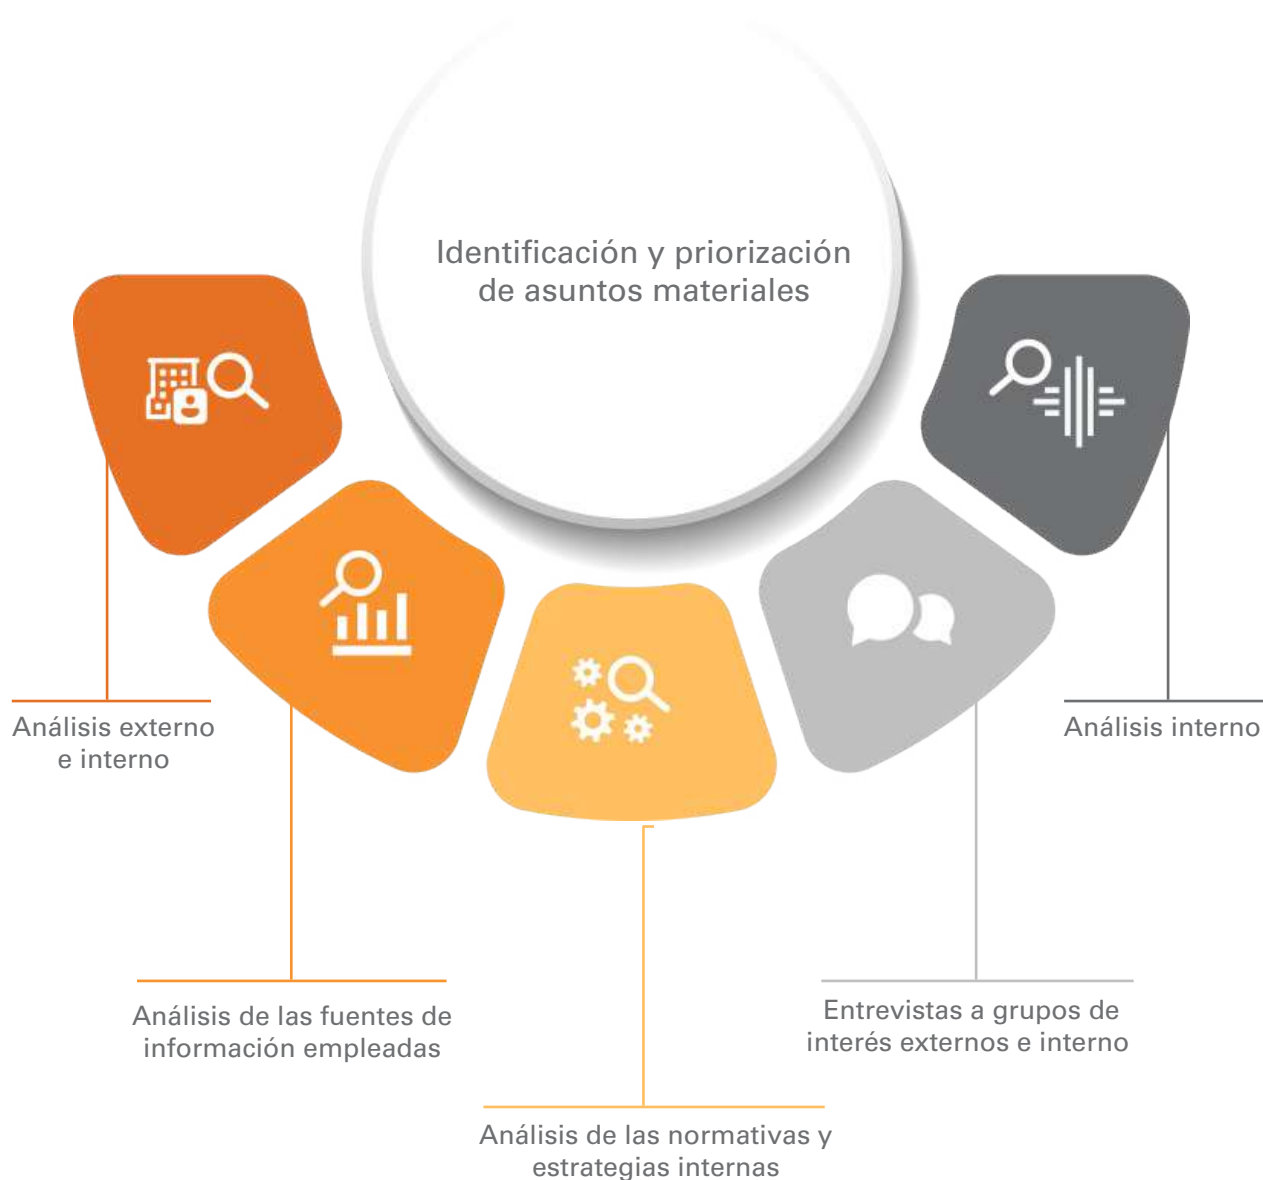 Identificación y priorización
de asuntos materiales
Análisis externo
e interno
Análisis de las fuentes de
información empleadas
Análisis de las normativas y
estrategias internas
Entrevistas a grupos de
interés externos e interno
Análisis interno